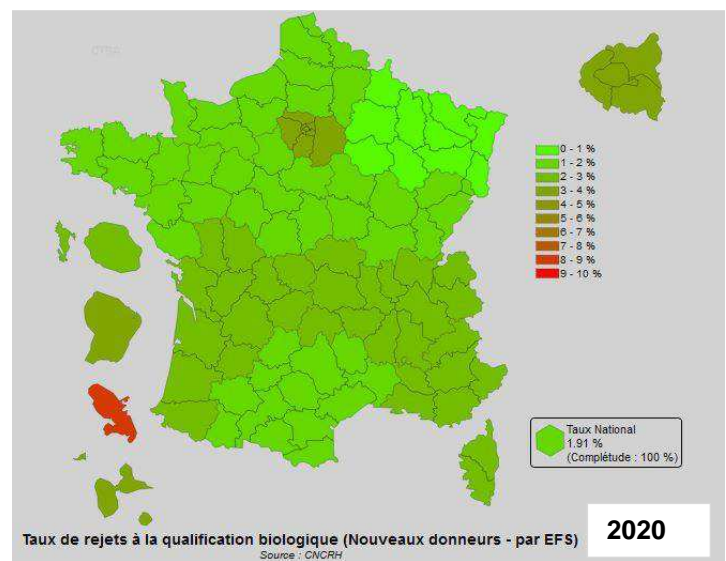 0 - 1 %
1 - 2 %
2 - 3 %
3 - 4 %
4 - 5 %
5 - 6 %
6 - 7 %
7 - 8 %
8 - 9 %
9 - 10 %
Taux National
1.91 %
(Complétude : 100 %)
2020
Taux de rejets à la qualification biologique (Nouveaux donneurs - par EFS)
Source : CNCRH